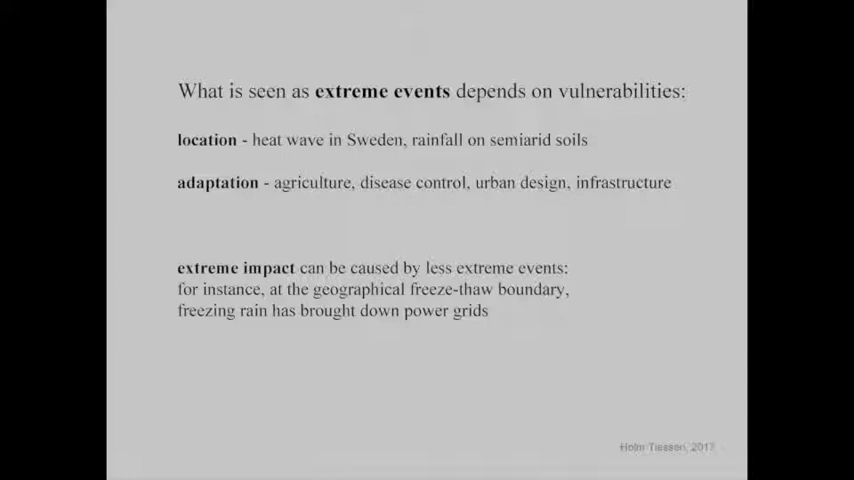 What is seen as extreme events depends on vulnerabilities:
location - heat wave in Sweden, rainfall on semiarid soils
adaptation - agriculture, disease control, urban design, infrastructure
extreme impact can be caused by less extreme events:
for instance, at the geographical freeze-thaw boundary,
freezing rain has brought down power grids
Holm Tiessen, 2017